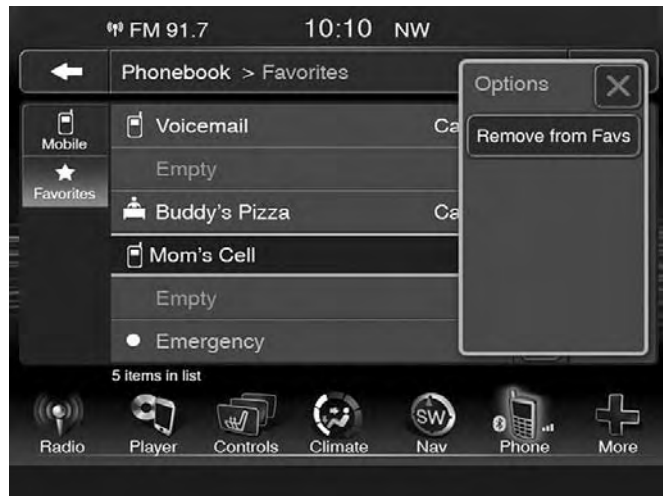 FM 91.7 10:10 NW
Phonebook > Favorites
Options
Mobile
Voicemail Ca
Remove from Favs
Empty
Favorites
Buddy's Pizza Ca
Mom's Cell
Empty
Emergency
5 items in list
SW
Radio Player Controls Climate Nav Phone More